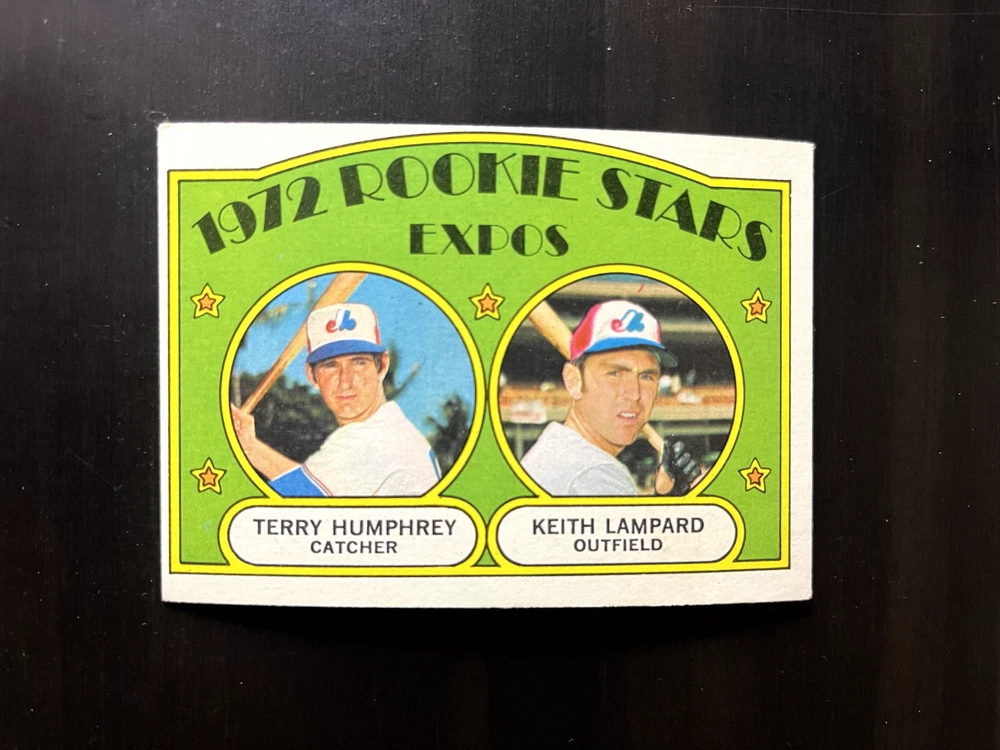 1972 ROOKIE STARS
EXPOS
TERRY HUMPHREY
CATCHER
KEITH LAMPARD
OUTFIELD